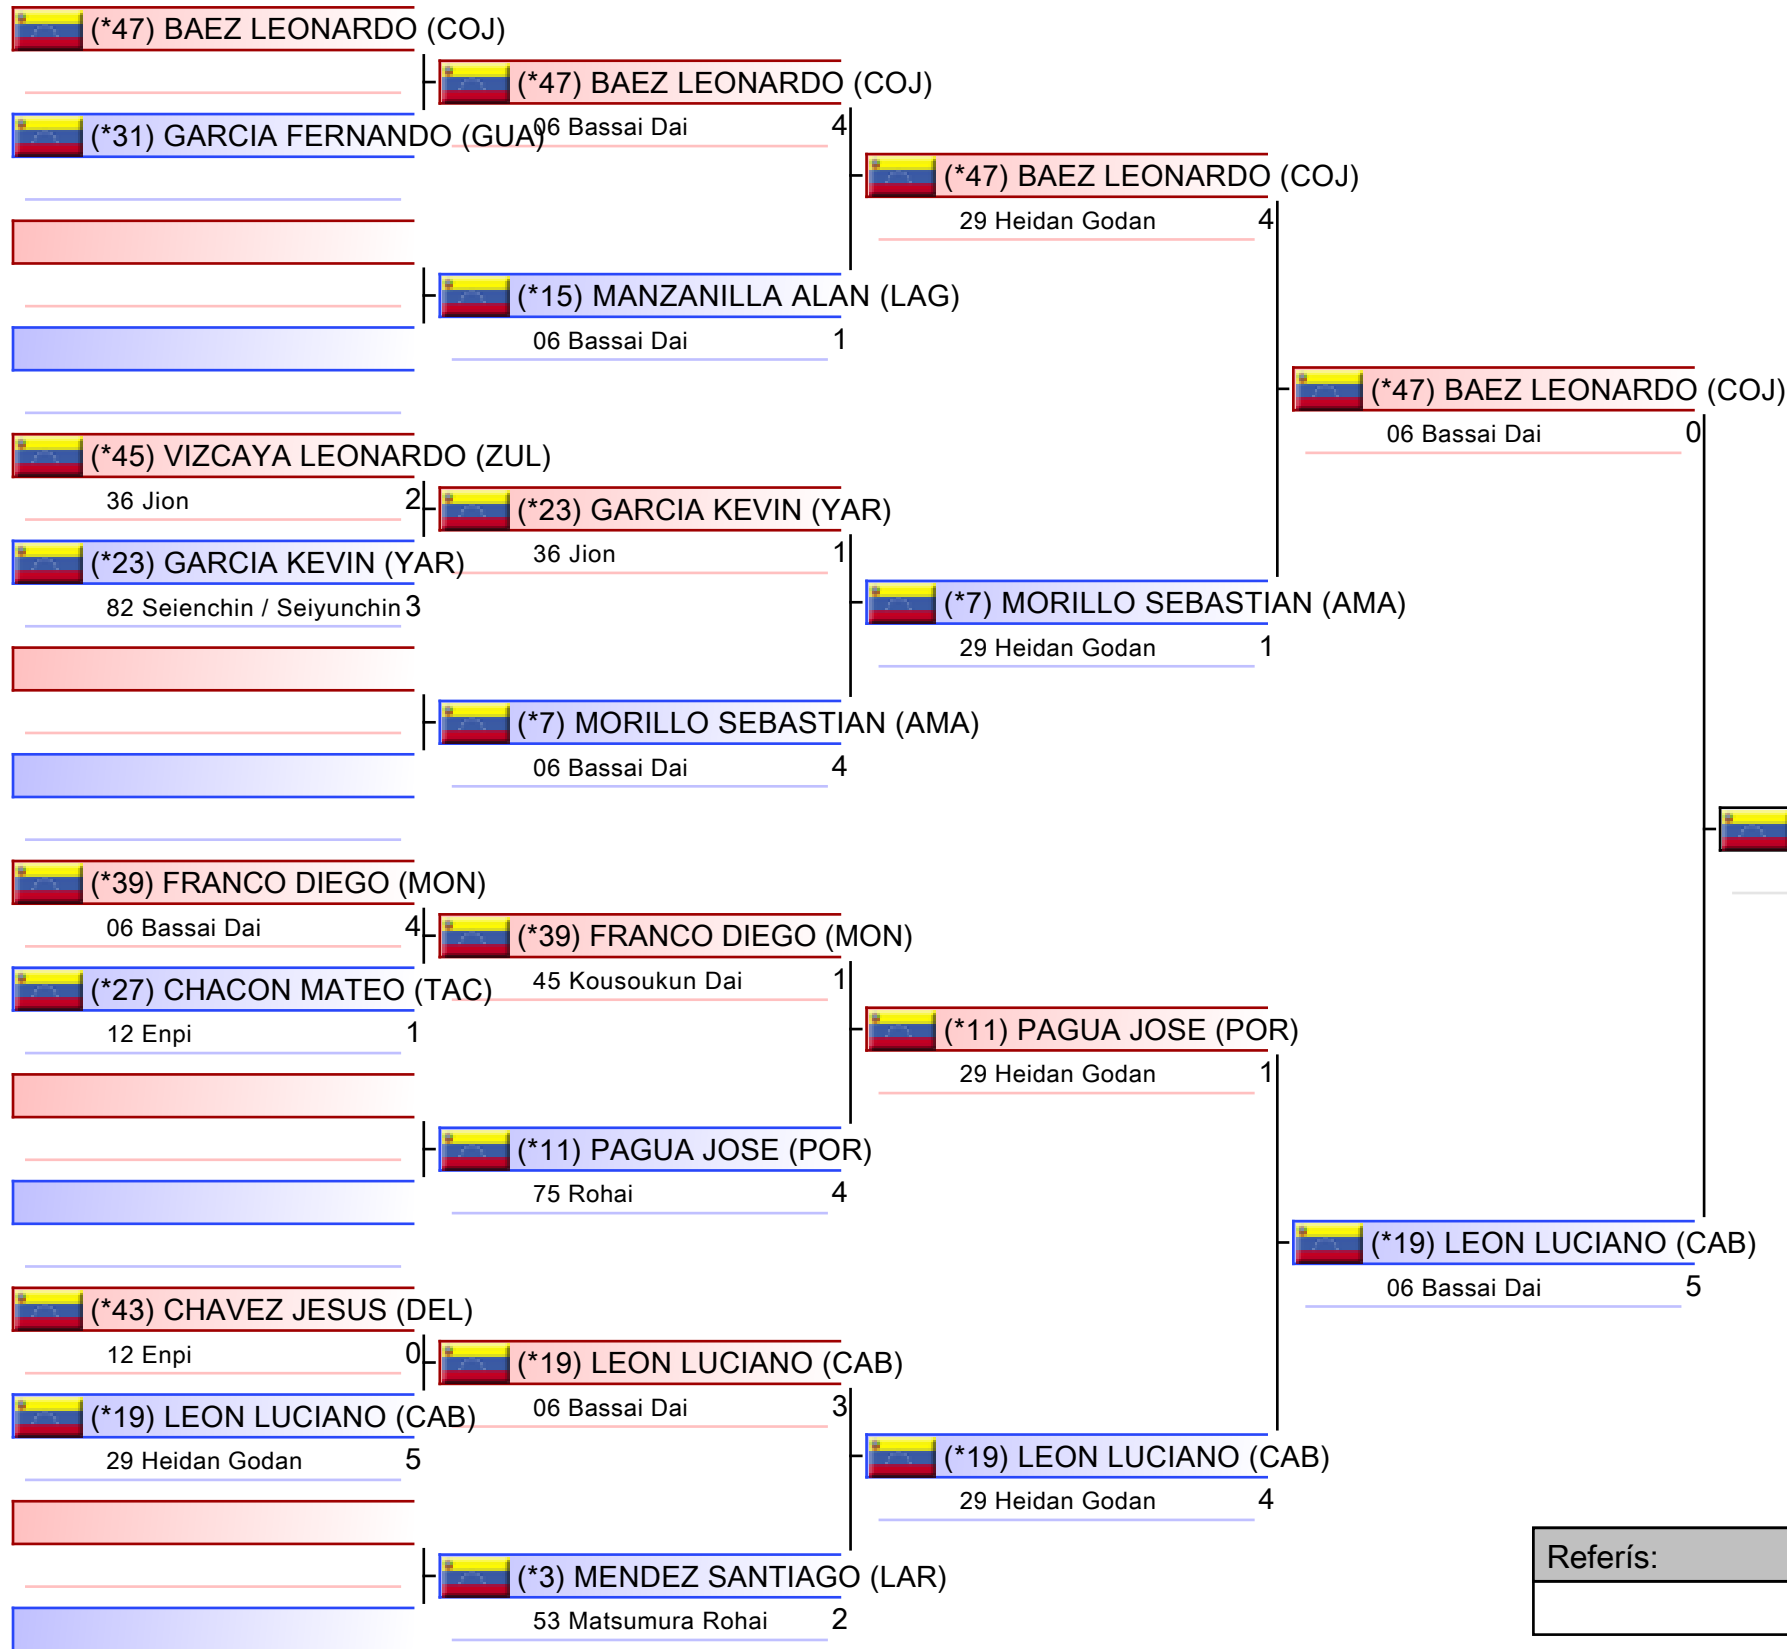 (*47) BAEZ LEONARDO (COJ)
(*31) GARCIA FERNANDO (GUA)
(*45) VIZCAYA LEONARDO (ZUL)
36 Jion 2
(*23) GARCIA KEVIN (YAR)
82 Seienchin / Seiyunchin 3
(*39) FRANCO DIEGO (MON)
06 Bassai Dai 4
(*27) CHACON MATEO (TAC)
12 Enpi 1
(*43) CHAVEZ JESUS (DEL)
12 Enpi 0
(*19) LEON LUCIANO (CAB)
29 Heidan Godan 5
(*47) BAEZ LEONARDO (COJ)
06 Bassai Dai 4
(*15) MANZANILLA ALAN (LAG)
06 Bassai Dai 1
(*23) GARCIA KEVIN (YAR)
36 Jion 1
(*7) MORILLO SEBASTIAN (AMA)
06 Bassai Dai 4
(*39) FRANCO DIEGO (MON)
45 Kousoukun Dai 1
(*11) PAGUA JOSE (POR)
75 Rohai 4
(*19) LEON LUCIANO (CAB)
06 Bassai Dai 3
(*3) MENDEZ SANTIAGO (LAR)
53 Matsumura Rohai 2
(*47) BAEZ LEONARDO (COJ)
29 Heidan Godan 4
(*7) MORILLO SEBASTIAN (AMA)
29 Heidan Godan 1
(*11) PAGUA JOSE (POR)
29 Heidan Godan 1
(*19) LEON LUCIANO (CAB)
29 Heidan Godan 4
(*47) BAEZ LEONARDO (COJ)
06 Bassai Dai 0
(*19) LEON LUCIANO (CAB)
06 Bassai Dai 5
Referís: